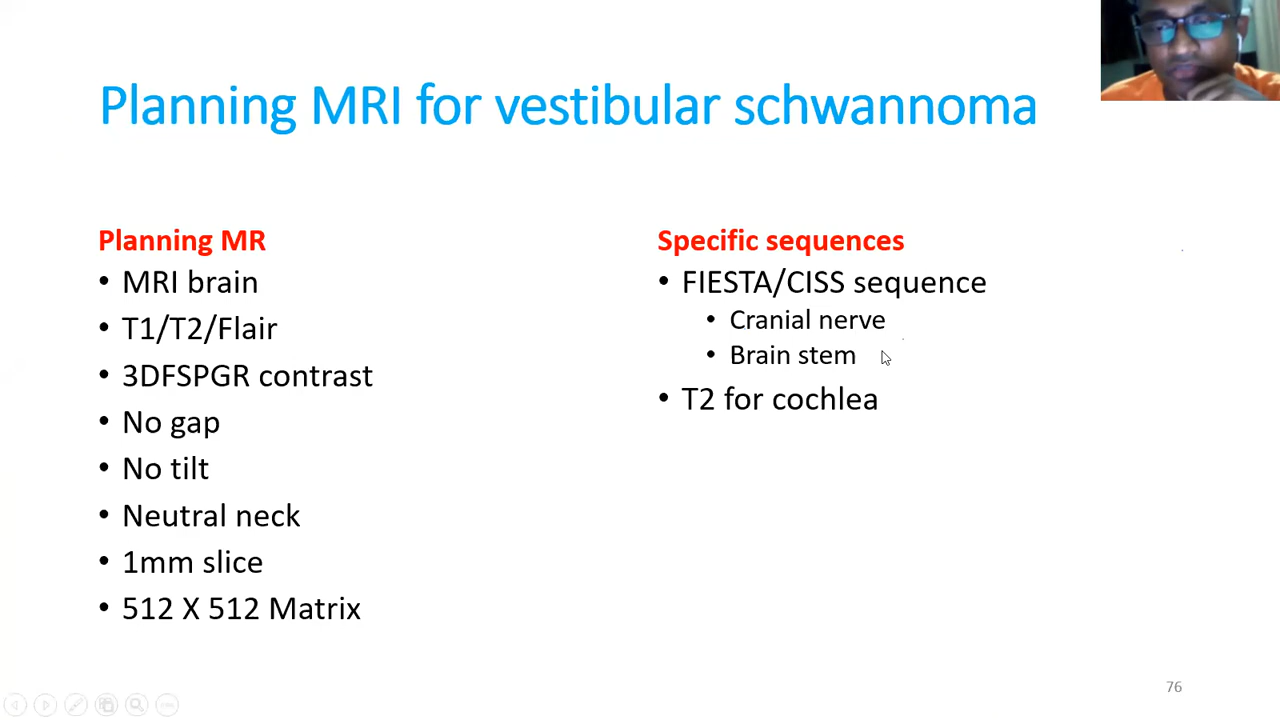 Planning MRI for vestibular schwannoma
Planning MR
• MRI brain
• T1/T2/Flair
• 3DFSPGR contrast
• No gap
• No tilt
• Neutral neck
• 1mm slice
• 512 X 512 Matrix
Specific sequences
• FIESTA/CISS sequence
• Cranial nerve
• Brain stem
• T2 for cochlea
76